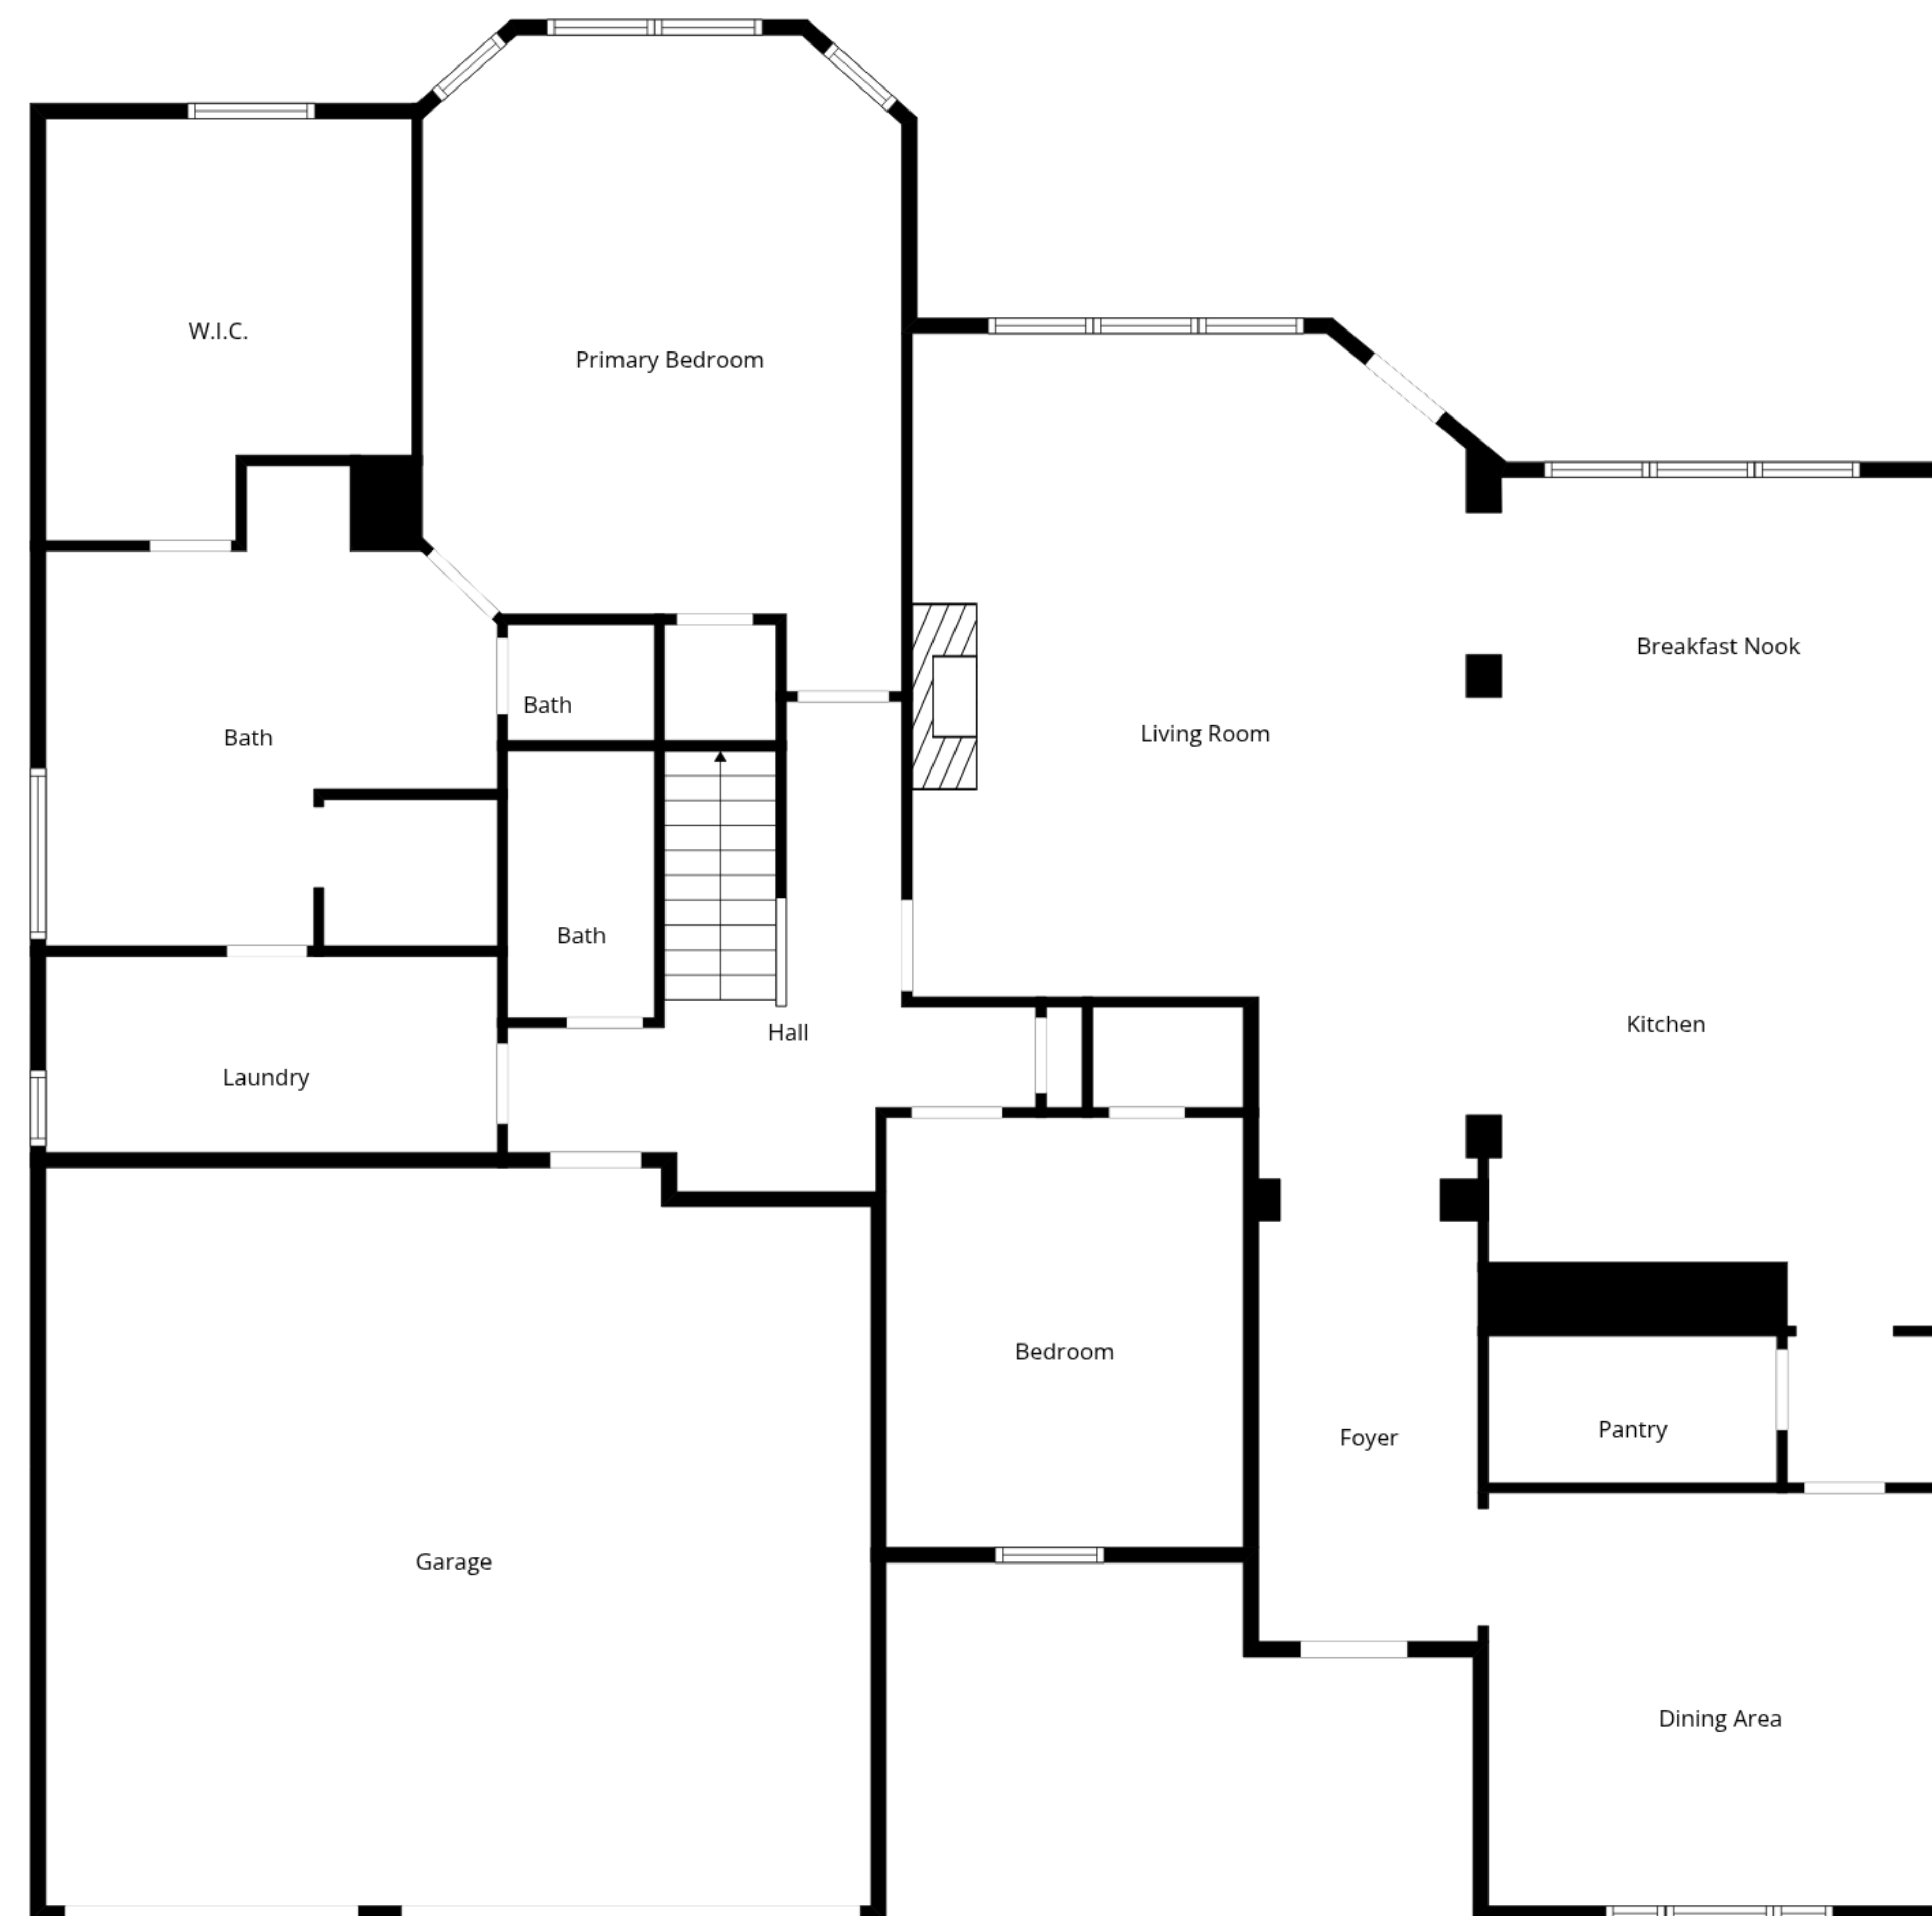 W.I.C.
Primary Bedroom
Breakfast Nook
Bath
Living Room
Bath
Bath
Kitchen
Hall
Laundry
Bedroom
Pantry
Foyer
Garage
Dining Area